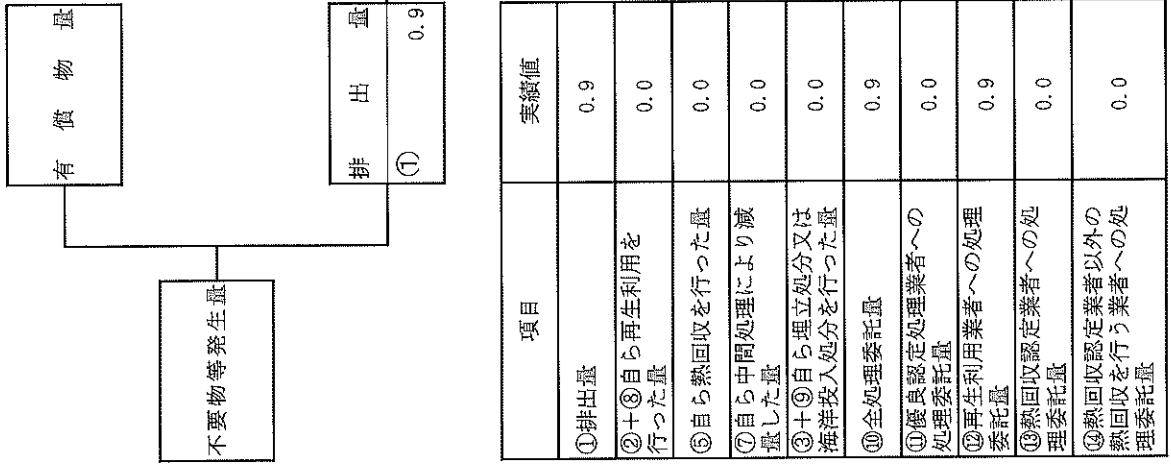 有償物量
不要物等発生量
排出量
① 0.9
項目 実績値
①排出量 0.9
②+⑧自ら再生利用を
行った量 0.0
⑤自ら熱回収を行った量 0.0
⑦自ら中間処理により減
量した量 0.0
③+⑨自ら埋立処分又は
海洋投入処分を行った量 0.0
⑩全処理委託量 0.9
⑪優良認定処理業者への
処理委託量 0.0
⑫再生利用業者への処理
委託量 0.9
⑬熱回収認定業者への処
理委託量 0.0
⑭熱回収認定業者以外の
熱回収を行う業者への処
理委託量 0.0